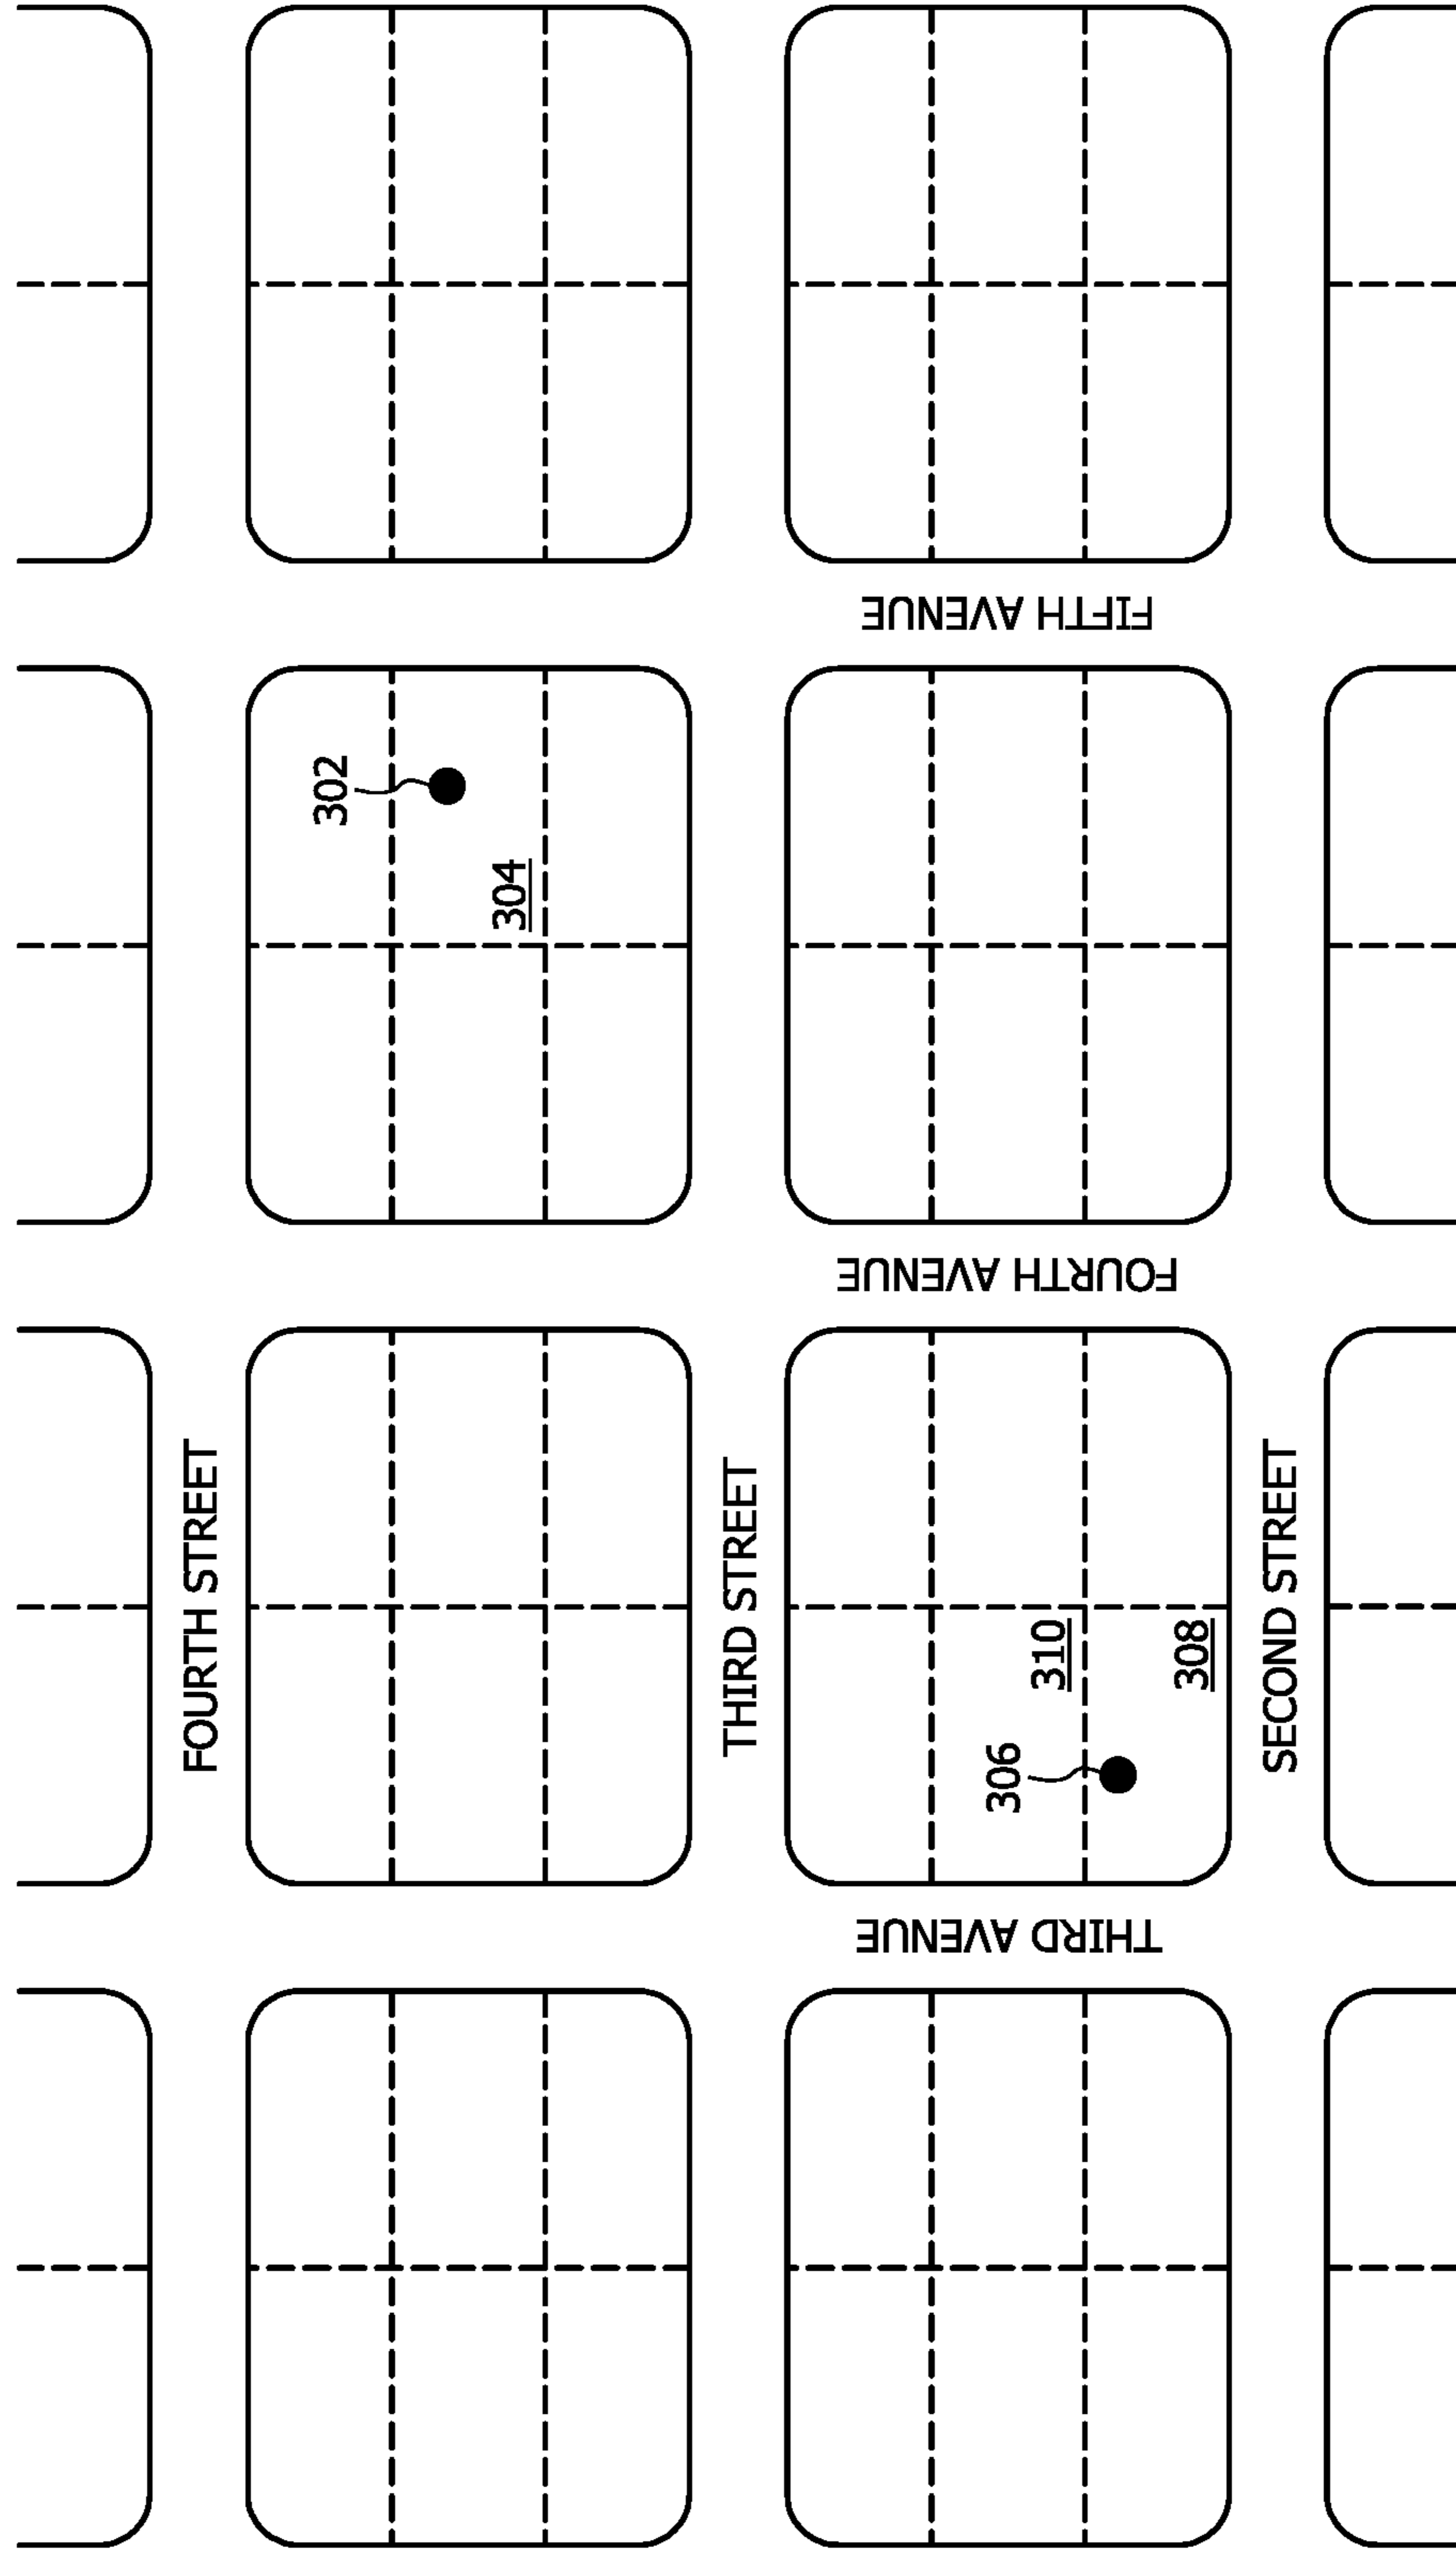 FOURTH STREET
302
304
THIRD STREET
306
310
308
SECOND STREET
THIRD AVENUE
FOURTH AVENUE
FIFTH AVENUE